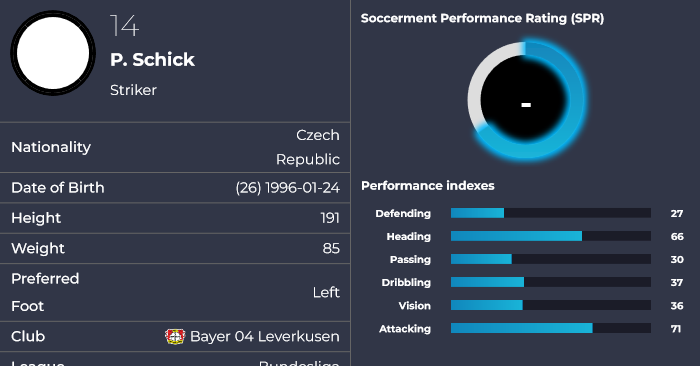 14
P. Schick
Striker
Nationality
Czech
Republic
Date of Birth
(26) 1996-01-24
Height
191
Weight
85
Preferred
Foot
Left
Club
Bayer 04 Leverkusen
League
Bundesliga
Soccerment Performance Rating (SPR)
-
Performance indexes
Defending 27
Heading 66
Passing 30
Dribbling 37
Vision 36
Attacking 71